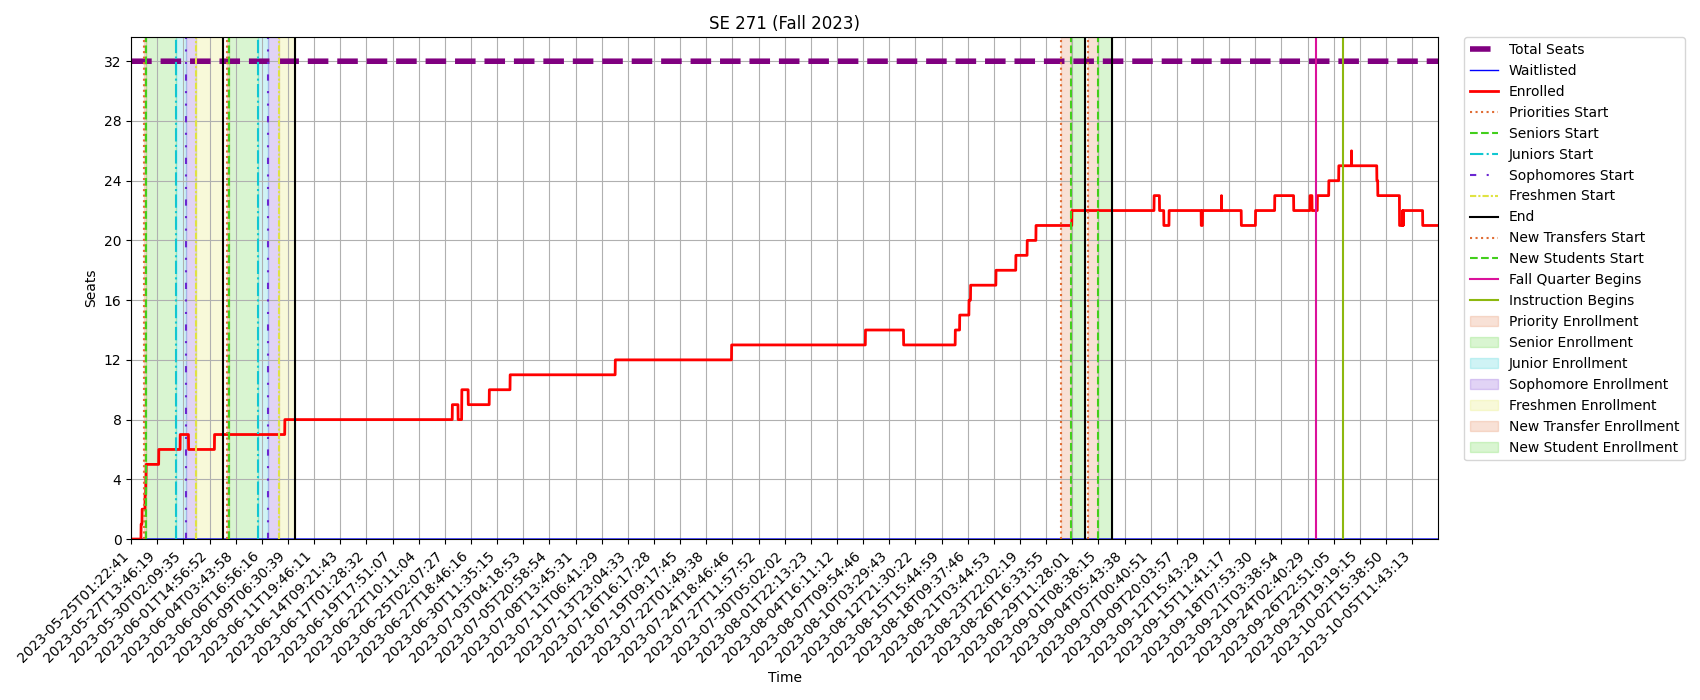 SE 271 (Fall 2023)
Seats
32
28
24
20
16
12
8
4
0
2023-05-25T01:22:41
2023-05-27T13:46:19
2023-05-30T02:09:35
2023-06-01T14:56:52
2023-06-04T03:43:58
2023-06-06T16:56:16
2023-06-09T06:30:39
2023-06-11T19:46:11
2023-06-14T09:21:43
2023-06-17T01:28:32
2023-06-19T17:51:07
2023-06-22T10:11:04
2023-06-25T02:07:27
2023-06-27T18:46:16
2023-06-30T11:35:15
2023-07-03T04:18:53
2023-07-05T20:58:54
2023-07-08T13:45:31
2023-07-11T06:41:29
2023-07-13T23:04:33
2023-07-16T16:17:28
2023-07-19T09:17:45
2023-07-22T01:49:38
2023-07-24T18:46:46
2023-07-27T11:57:52
2023-07-30T05:02:02
2023-08-01T22:13:23
2023-08-04T16:11:12
2023-08-07T09:54:46
2023-08-10T03:29:43
2023-08-12T21:30:22
2023-08-15T15:44:59
2023-08-18T09:37:46
2023-08-21T03:44:53
2023-08-23T22:02:19
2023-08-26T16:33:55
2023-08-29T11:28:01
2023-09-01T08:38:15
2023-09-04T05:43:38
2023-09-07T00:40:51
2023-09-09T20:03:57
2023-09-12T15:43:29
2023-09-15T11:41:17
2023-09-18T07:53:30
2023-09-21T03:38:54
2023-09-24T02:40:29
2023-09-26T22:51:05
2023-09-29T19:19:15
2023-10-02T15:38:50
2023-10-05T11:43:13
Time
Total Seats
Waitlisted
Enrolled
Priorities Start
Seniors Start
Juniors Start
Sophomores Start
Freshmen Start
End
New Transfers Start
New Students Start
Fall Quarter Begins
Instruction Begins
Priority Enrollment
Senior Enrollment
Junior Enrollment
Sophomore Enrollment
Freshmen Enrollment
New Transfer Enrollment
New Student Enrollment